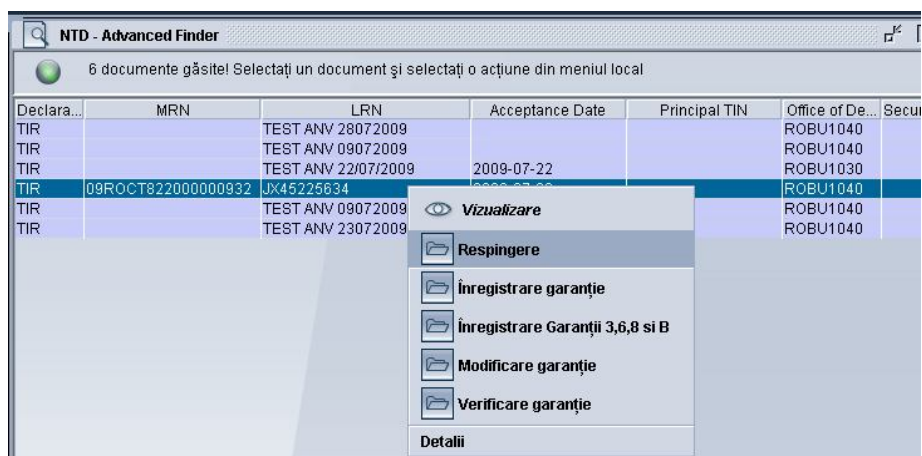 NTD - Advanced Finder
6 documente găsite! Selectați un document și selectați o acțiune din meniul local
Declara... MRN LRN Acceptance Date Principal TIN Office of De... Secur
TIR TEST ANV 28072009 ROBU1040
TIR TEST ANV 09072009 ROBU1040
TIR TEST ANV 22/07/2009 2009-07-22 ROBU1030
TIR 09ROCT822000000932 JX45225634 ROBU1040
TIR TEST ANV 09072009 ROBU1040
TIR TEST ANV 23072009 ROBU1040
Vizualizare
Respingere
Înregistrare garanție
Înregistrare Garanții 3,6,8 si B
Modificare garanție
Verificare garanție
Detalii